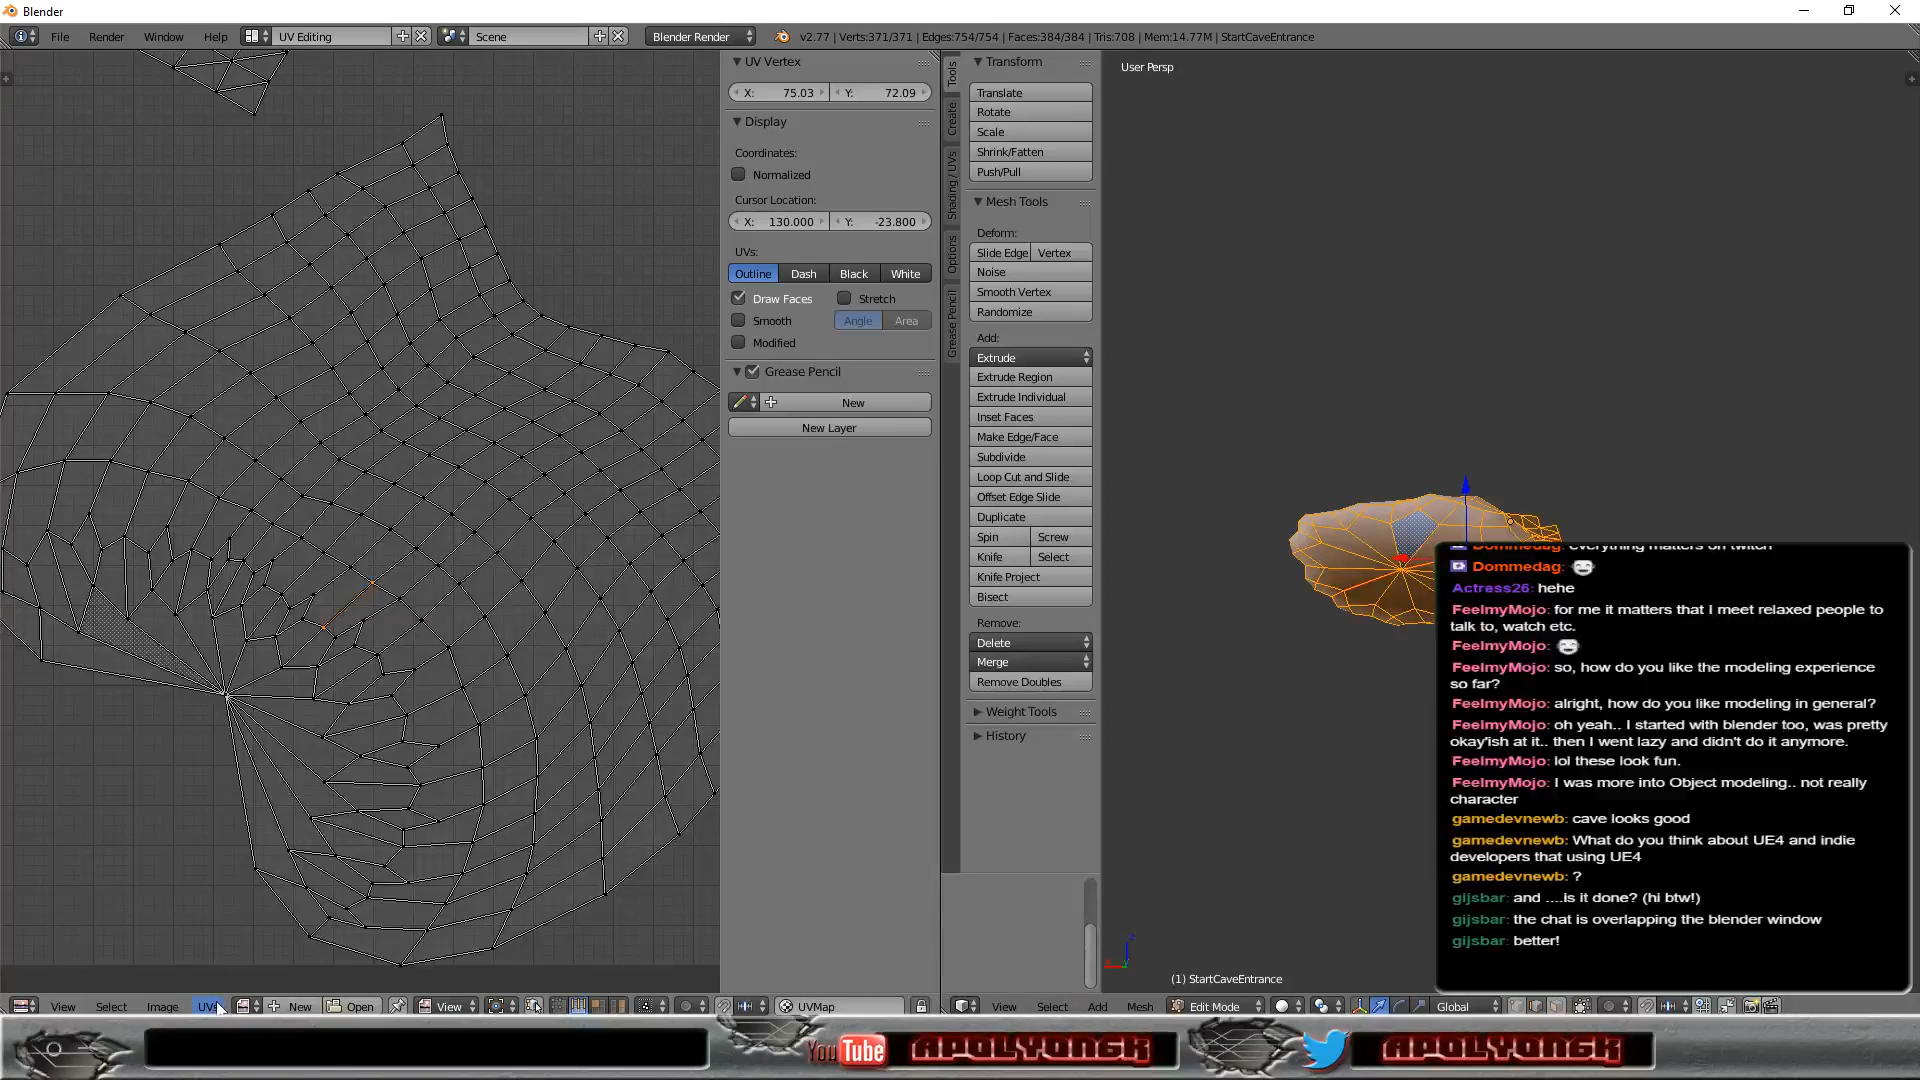 Blender
File Render Window Help UV Editing Scene Blender Render v2.77 | Verts:371/371 | Edges:754/754 | Faces:384/384 | Tris:708 | Mem:14.77M | StartCaveEntrance
UV Vertex
X: 75.03 Y: 72.09
Display
Coordinates:
Normalized
Cursor Location:
X: 130.000 Y: -23.800
UVs:
Outline Dash Black White
Draw Faces Stretch
Smooth Angle Area
Modified
Grease Pencil
New
New Layer
Tools
Create
Shading / UVs
Options
Grease Pencil
Transform
Translate
Rotate
Scale
Shrink/Fatten
Push/Pull
Mesh Tools
Deform:
Slide Edge Vertex
Noise
Smooth Vertex
Randomize
Add:
Extrude
Extrude Region
Extrude Individual
Inset Faces
Make Edge/Face
Subdivide
Loop Cut and Slide
Offset Edge Slide
Duplicate
Spin Screw
Knife Select
Knife Project
Bisect
Remove:
Delete
Merge
Remove Doubles
Weight Tools
History
User Persp
Dommedag: everything matters on twitch
Dommedag:
Actress26: hehe
FeelmyMojo: for me it matters that I meet relaxed people to
talk to, watch etc.
FeelmyMojo:
FeelmyMojo: so, how do you like the modeling experience
so far?
FeelmyMojo: alright, how do you like modeling in general?
FeelmyMojo: oh yeah.. I started with blender too, was pretty
okay'ish at it.. then I went lazy and didn't do it anymore.
FeelmyMojo: lol these look fun.
FeelmyMojo: I was more into Object modeling.. not really
character
gamedevnewb: cave looks good
gamedevnewb: What do you think about UE4 and indie
developers that using UE4
gamedevnewb: ?
gijsbar: and ....is it done? (hi btw!)
gijsbar: the chat is overlapping the blender window
gijsbar: better!
(1) StartCaveEntrance
View Select Image UVs New Open View UVMap
View Select Add Mesh Edit Mode Global
YouTube APOLYONGK APOLYONGK